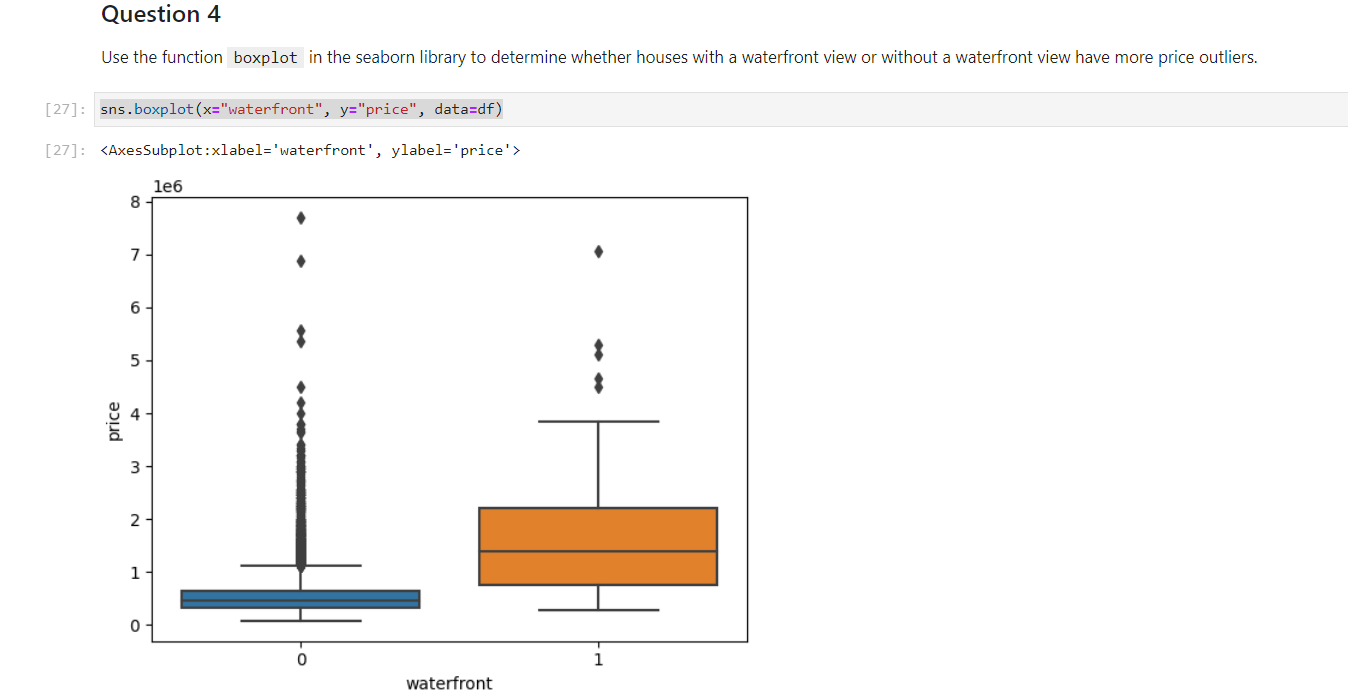 Question 4
Use the function boxplot in the seaborn library to determine whether houses with a waterfront view or without a waterfront view have more price outliers.
[27]: sns.boxplot(x="waterfront", y="price", data=df)
[27]: <AxesSubplot:xlabel='waterfront', ylabel='price'>
1e6
8
7
6
5
4
3
2
1
0
price
0 1
waterfront